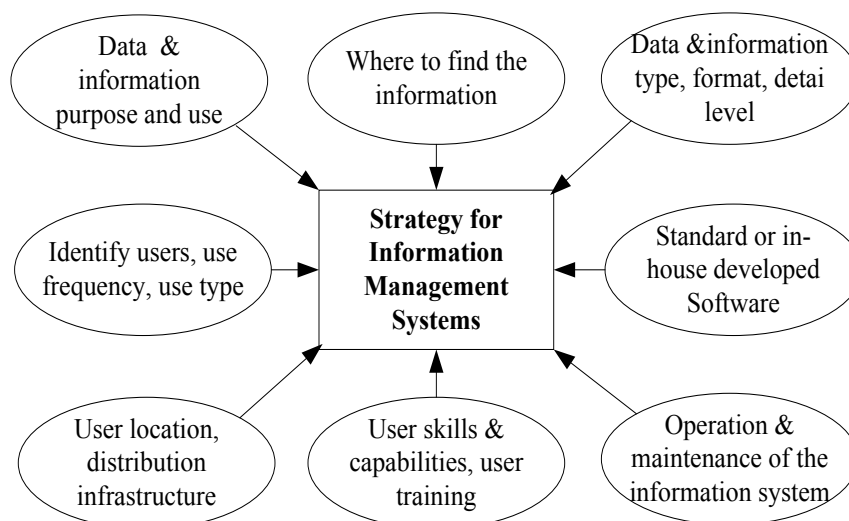 Data & information
purpose and use
Where to find the
information
Data &information
type, format, detai
level
Identify users, use
frequency, use type
Strategy for
Information
Management
Systems
Standard or in-
house developed
Software
User location,
distribution
infrastructure
User skills &
capabilities, user
training
Operation &
maintenance of the
information system